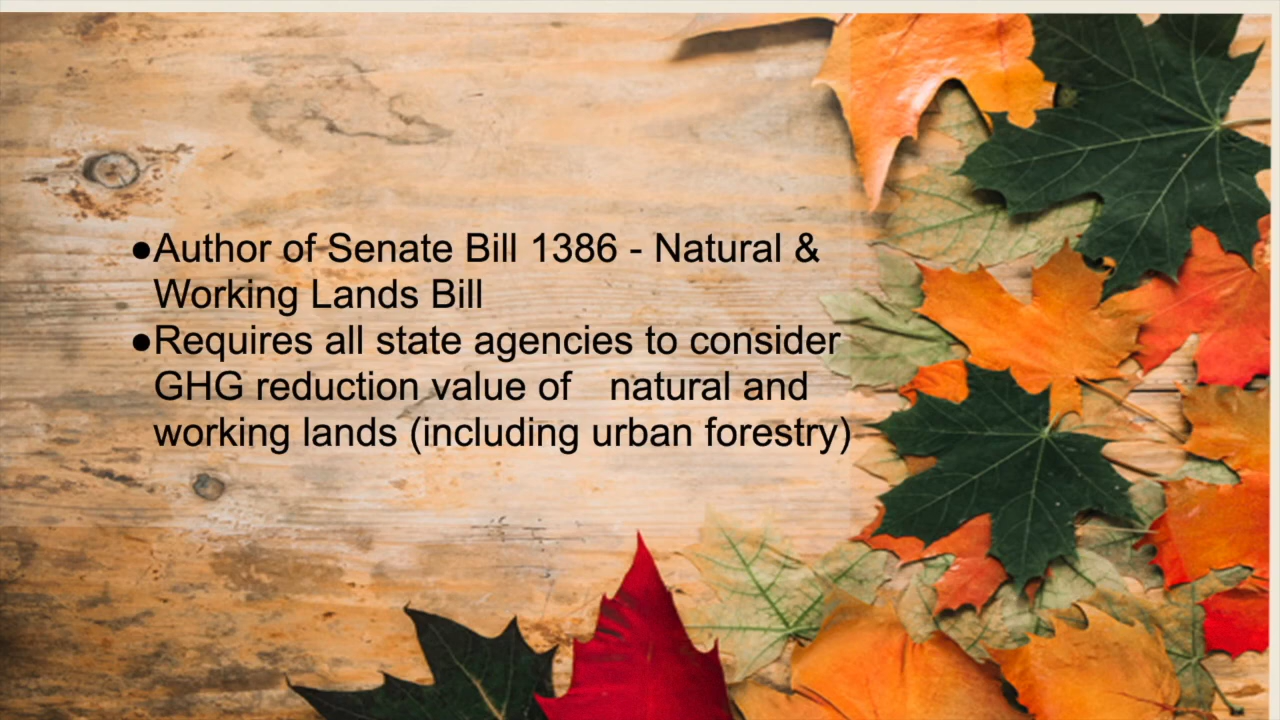 ●Author of Senate Bill 1386 - Natural &
Working Lands Bill
●Requires all state agencies to consider
GHG reduction value of natural and
working lands (including urban forestry)